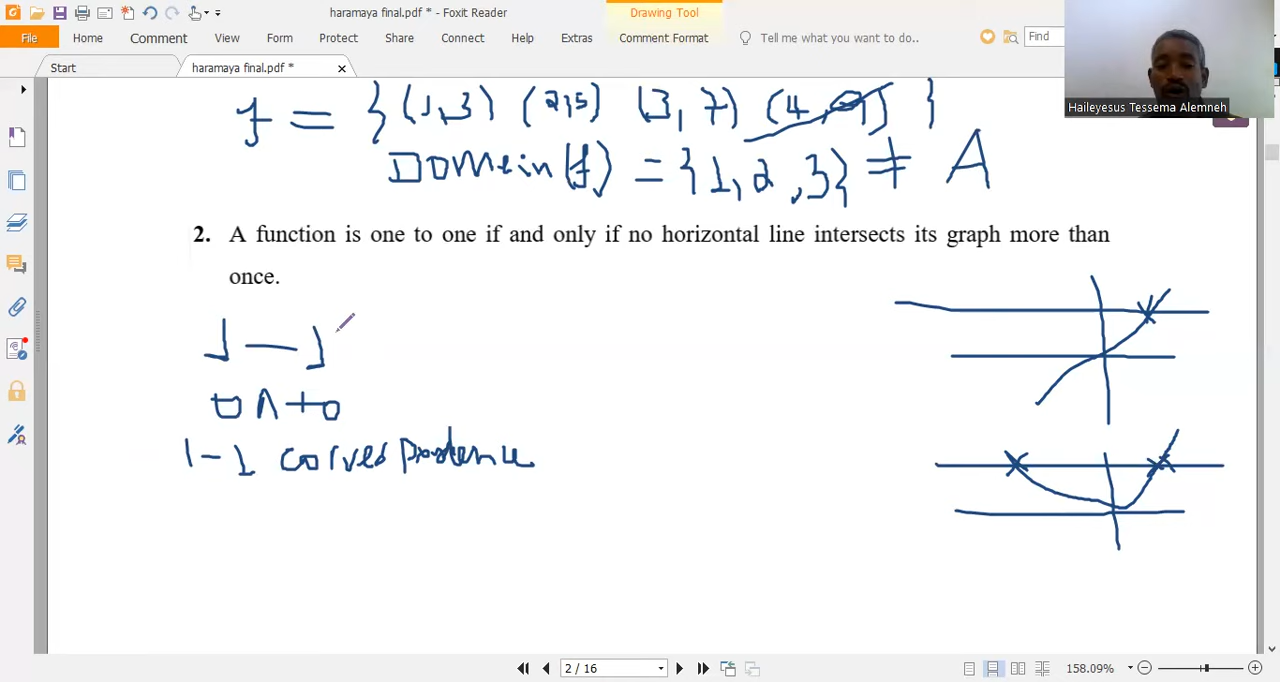 haramaya final.pdf * - Foxit Reader
Drawing Tool
File Home Comment View Form Protect Share Connect Help Extras Comment Format Tell me what you want to do.. Find
Start haramaya final.pdf *
Haileyesus Tessema Alemneh
f = { (1,3) (2,5) (3,7) (4, }
Domein(f) = {1,2,3} ≠ A
2. A function is one to one if and only if no horizontal line intersects its graph more than
once.
1 — 1
onto
1-1 correspondence
2 / 16
158.09%